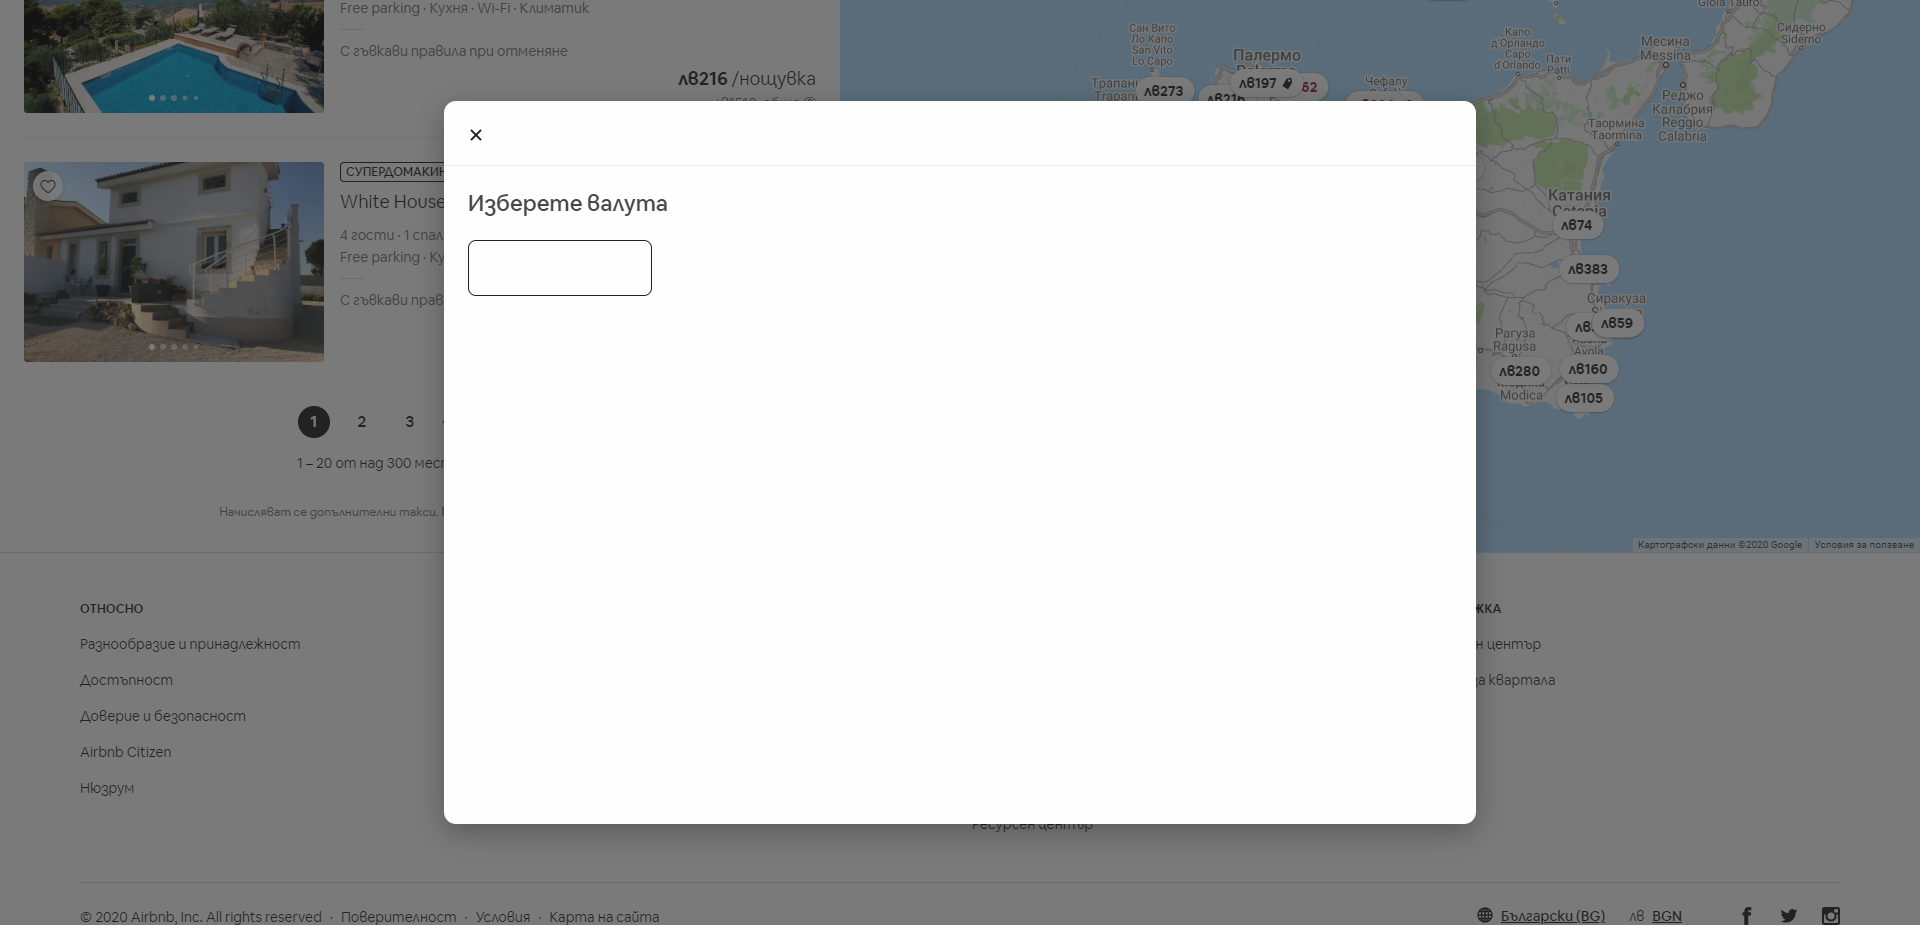 Free parking · Кухня · Wi-Fi · Климатик
С гъвкави правила при отменяне
лв216 /нощувка
СУПЕРДОМАКИН
White House
4 гости · 1 спал
Free parking · Ку
С гъвкави прав
1 2 3
1 – 20 от над 300 мест
Начисляват се допълнителни такси.
×
Изберете валута
Сан Вито
Ло Капо
San Vito
Lo Capo
Палермо
Трапани
лв273
лв197
Чефалу
Капо
д'Орландо
Capo
d'Orlando
Пати
Patti
Месина
Messina
Gioia Tauro
Сидерно
Siderno
Реджо
Калабрия
Reggio
Calabria
Таормина
Taormina
Катания
Catania
лв74
лв383
Сиракуза
лв59
Рагуза
Ragusa
Avola
лв280
лв160
Modica
лв105
Картографски данни ©2020 Google
Условия за ползване
ОТНОСНО
Разнообразие и принадлежност
Достъпност
Доверие и безопасност
Airbnb Citizen
Нюзрум
ЖКА
н център
за квартала
Ресурсен център
© 2020 Airbnb, Inc. All rights reserved · Поверителност · Условия · Карта на сайта
Български (BG) лв BGN